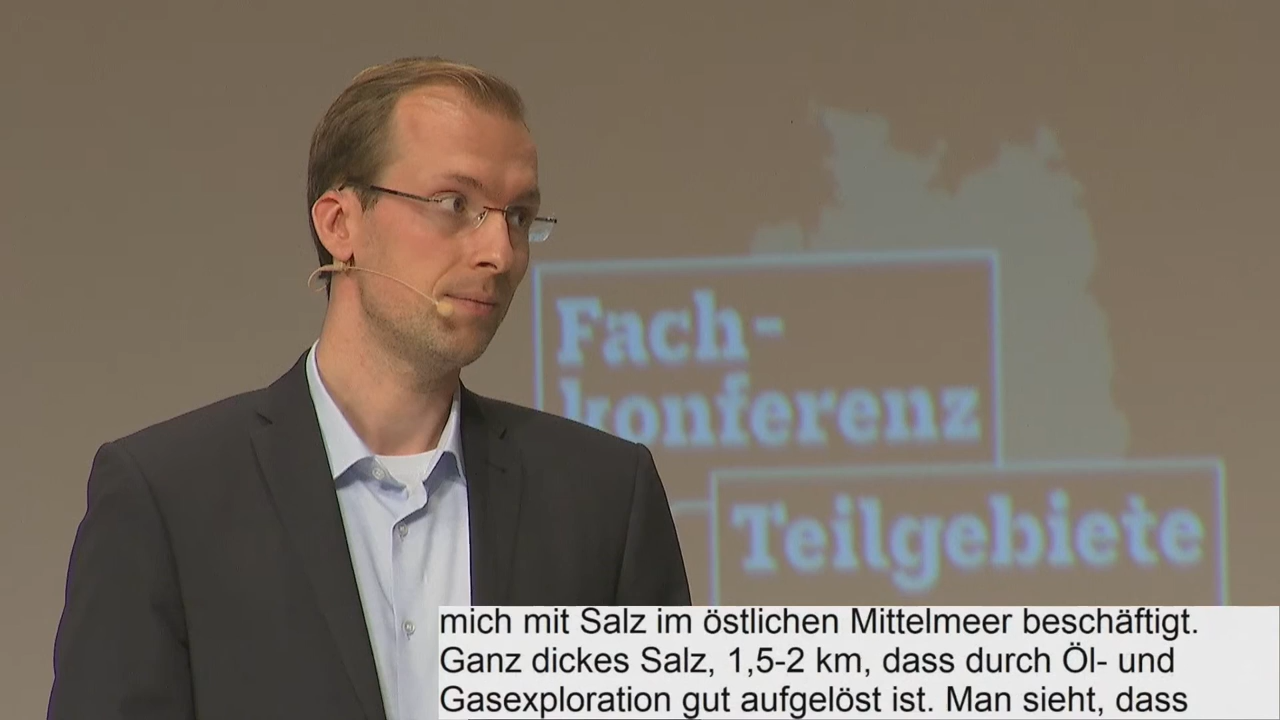 Fach-
konferenz
Teilgebiete
mich mit Salz im östlichen Mittelmeer beschäftigt.
Ganz dickes Salz, 1,5-2 km, dass durch Öl- und
Gasexploration gut aufgelöst ist. Man sieht, dass